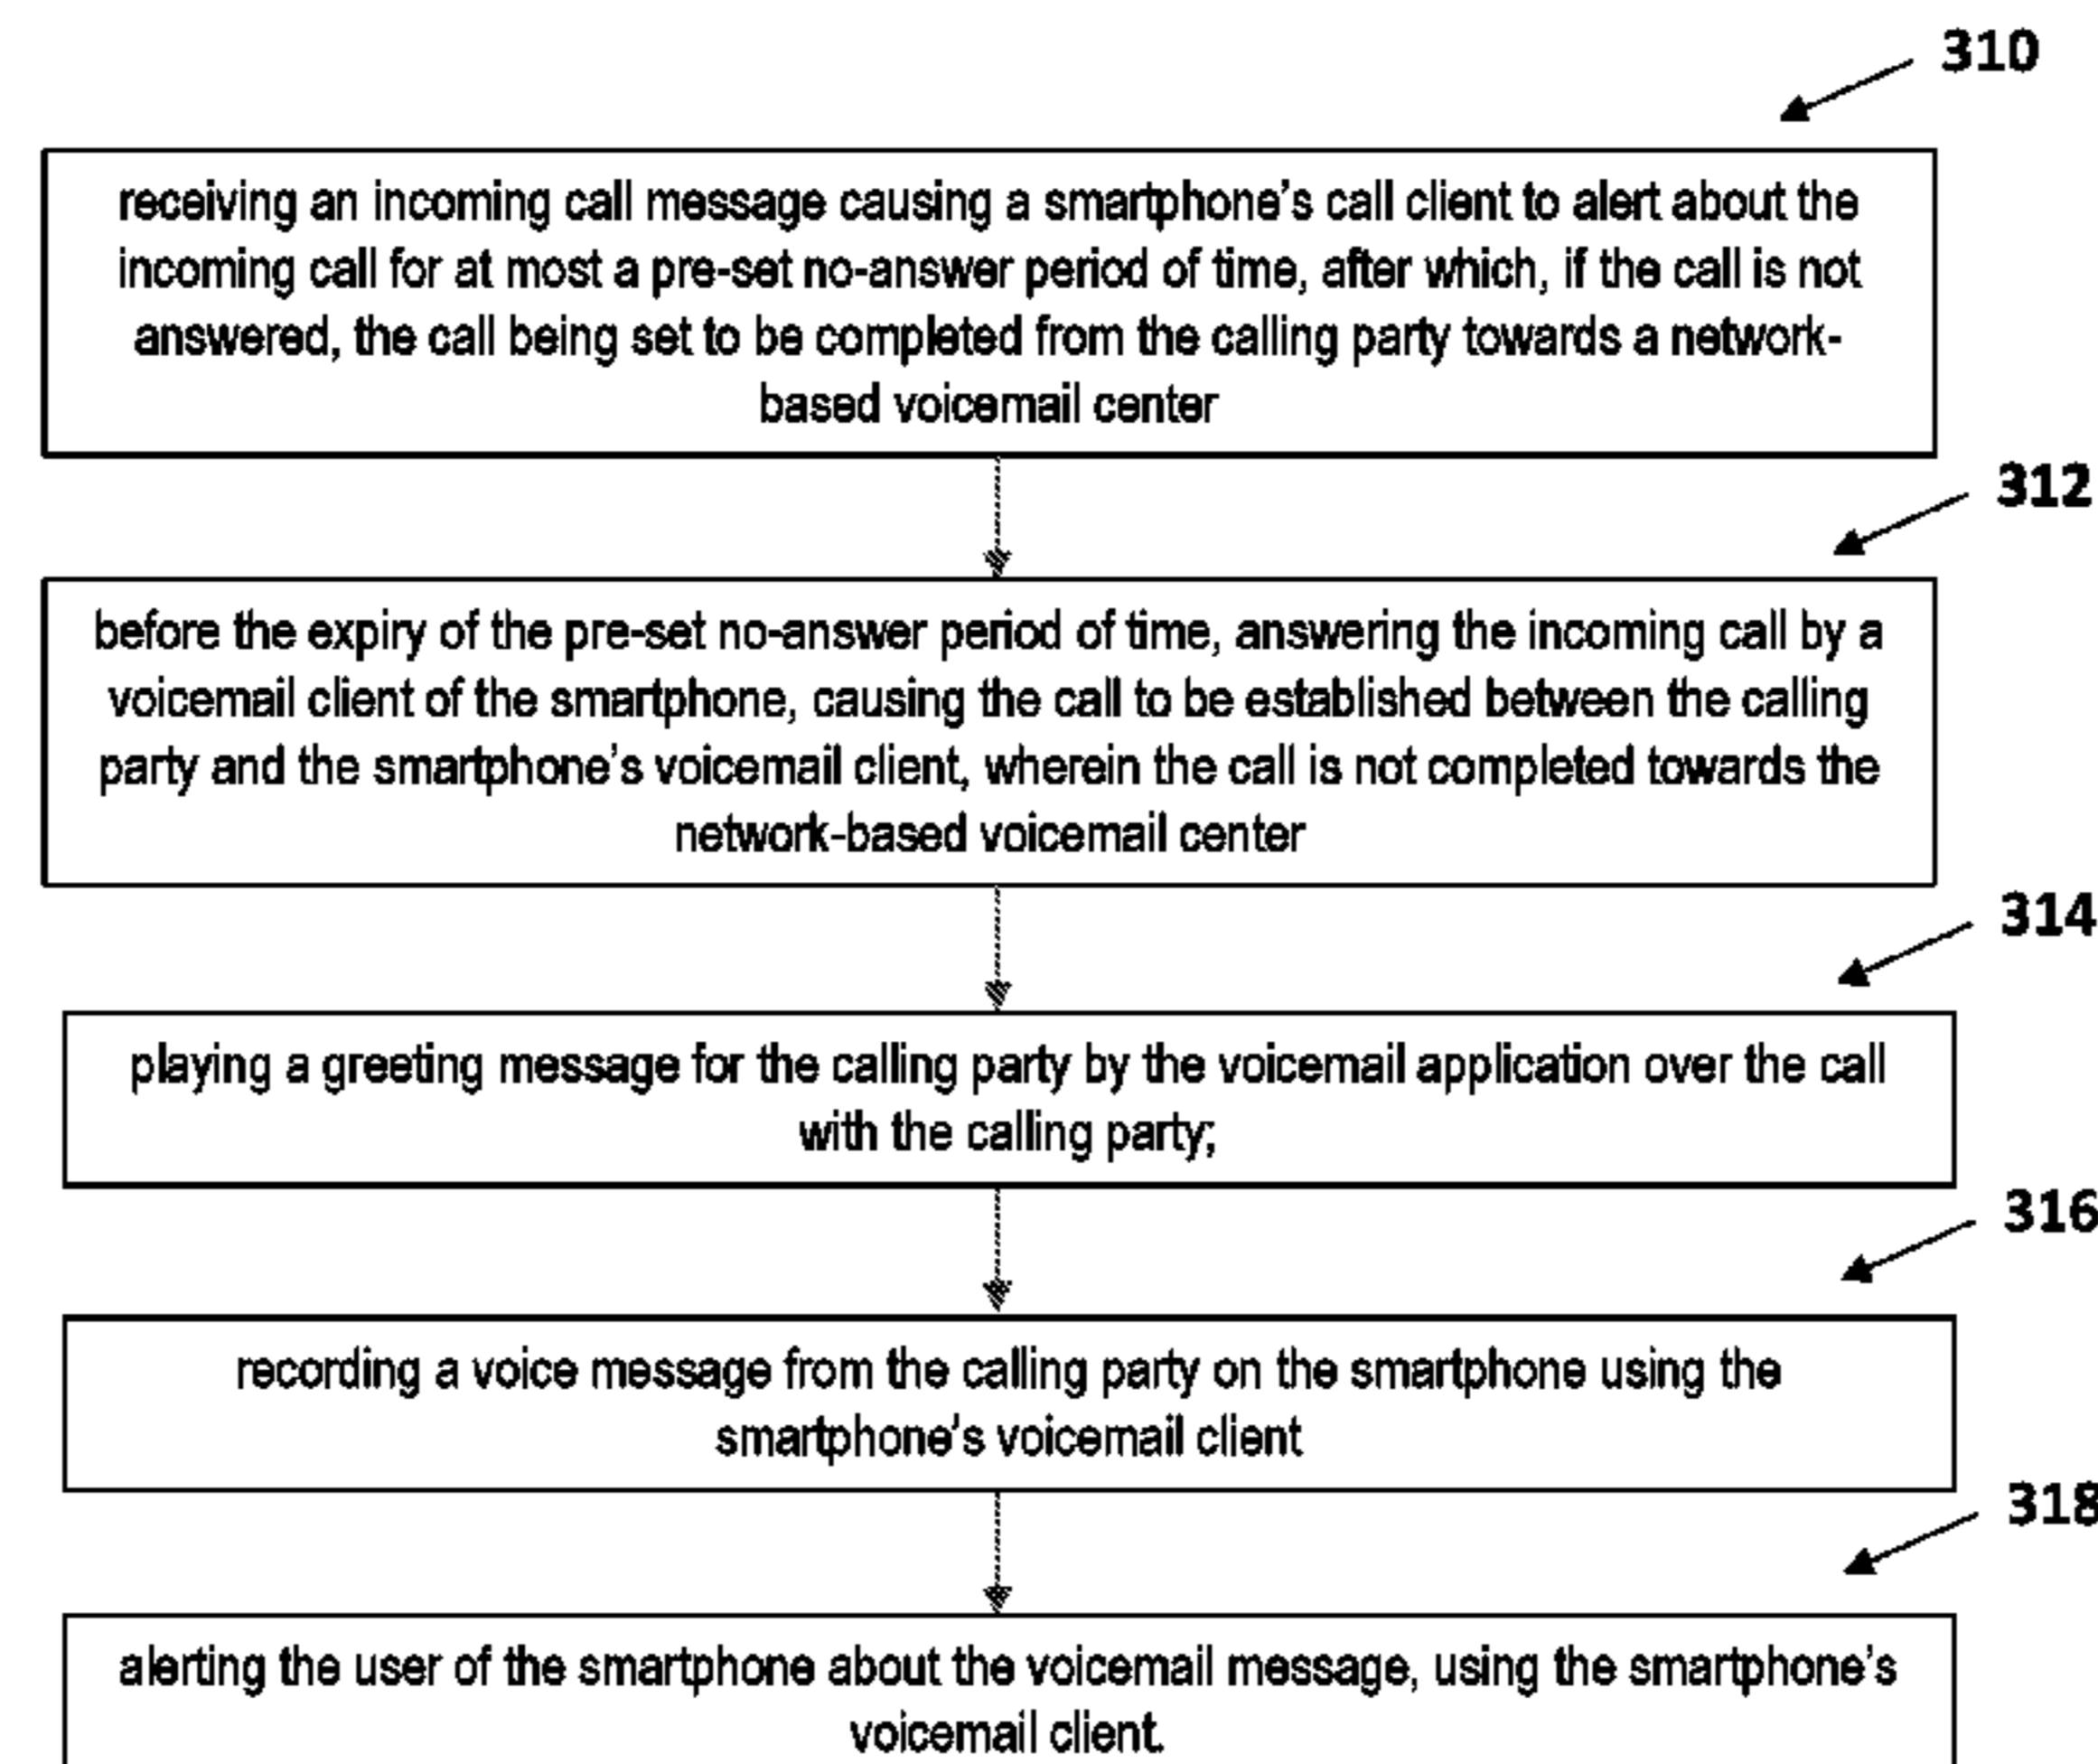 310
receiving an incoming call message causing a smartphone's call client to alert about the
incoming call for at most a pre-set no-answer period of time, after which, if the call is not
answered, the call being set to be completed from the calling party towards a network-
based voicemail center
312
before the expiry of the pre-set no-answer period of time, answering the incoming call by a
voicemail client of the smartphone, causing the call to be established between the calling
party and the smartphone's voicemail client, wherein the call is not completed towards the
network-based voicemail center
314
playing a greeting message for the calling party by the voicemail application over the call
with the calling party;
316
recording a voice message from the calling party on the smartphone using the
smartphone's voicemail client
318
alerting the user of the smartphone about the voicemail message, using the smartphone's
voicemail client.